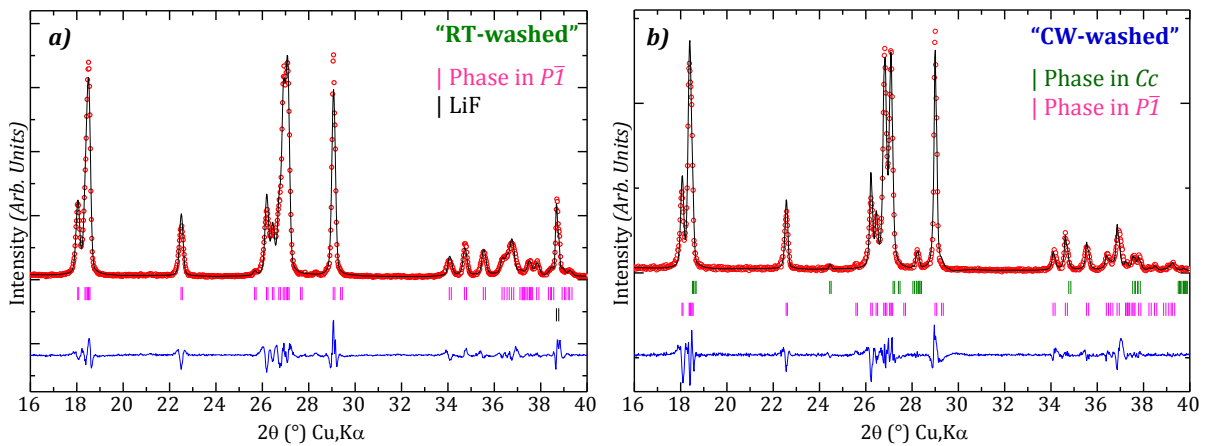 a)
“RT-washed”
| Phase in P1̅
| LiF
Intensity (Arb. Units)
16 18 20 22 24 26 28 30 32 34 36 38 40
2θ (°) Cu,Kα
b)
“CW-washed”
| Phase in Cc
| Phase in P1̅
Intensity (Arb. Units)
16 18 20 22 24 26 28 30 32 34 36 38 40
2θ (°) Cu,Kα